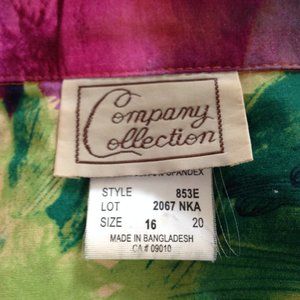 Company
Collection
SPANDEX
STYLE 853E
LOT 2067 NKA
SIZE 16 20
MADE IN BANGLADESH
CA# 09010